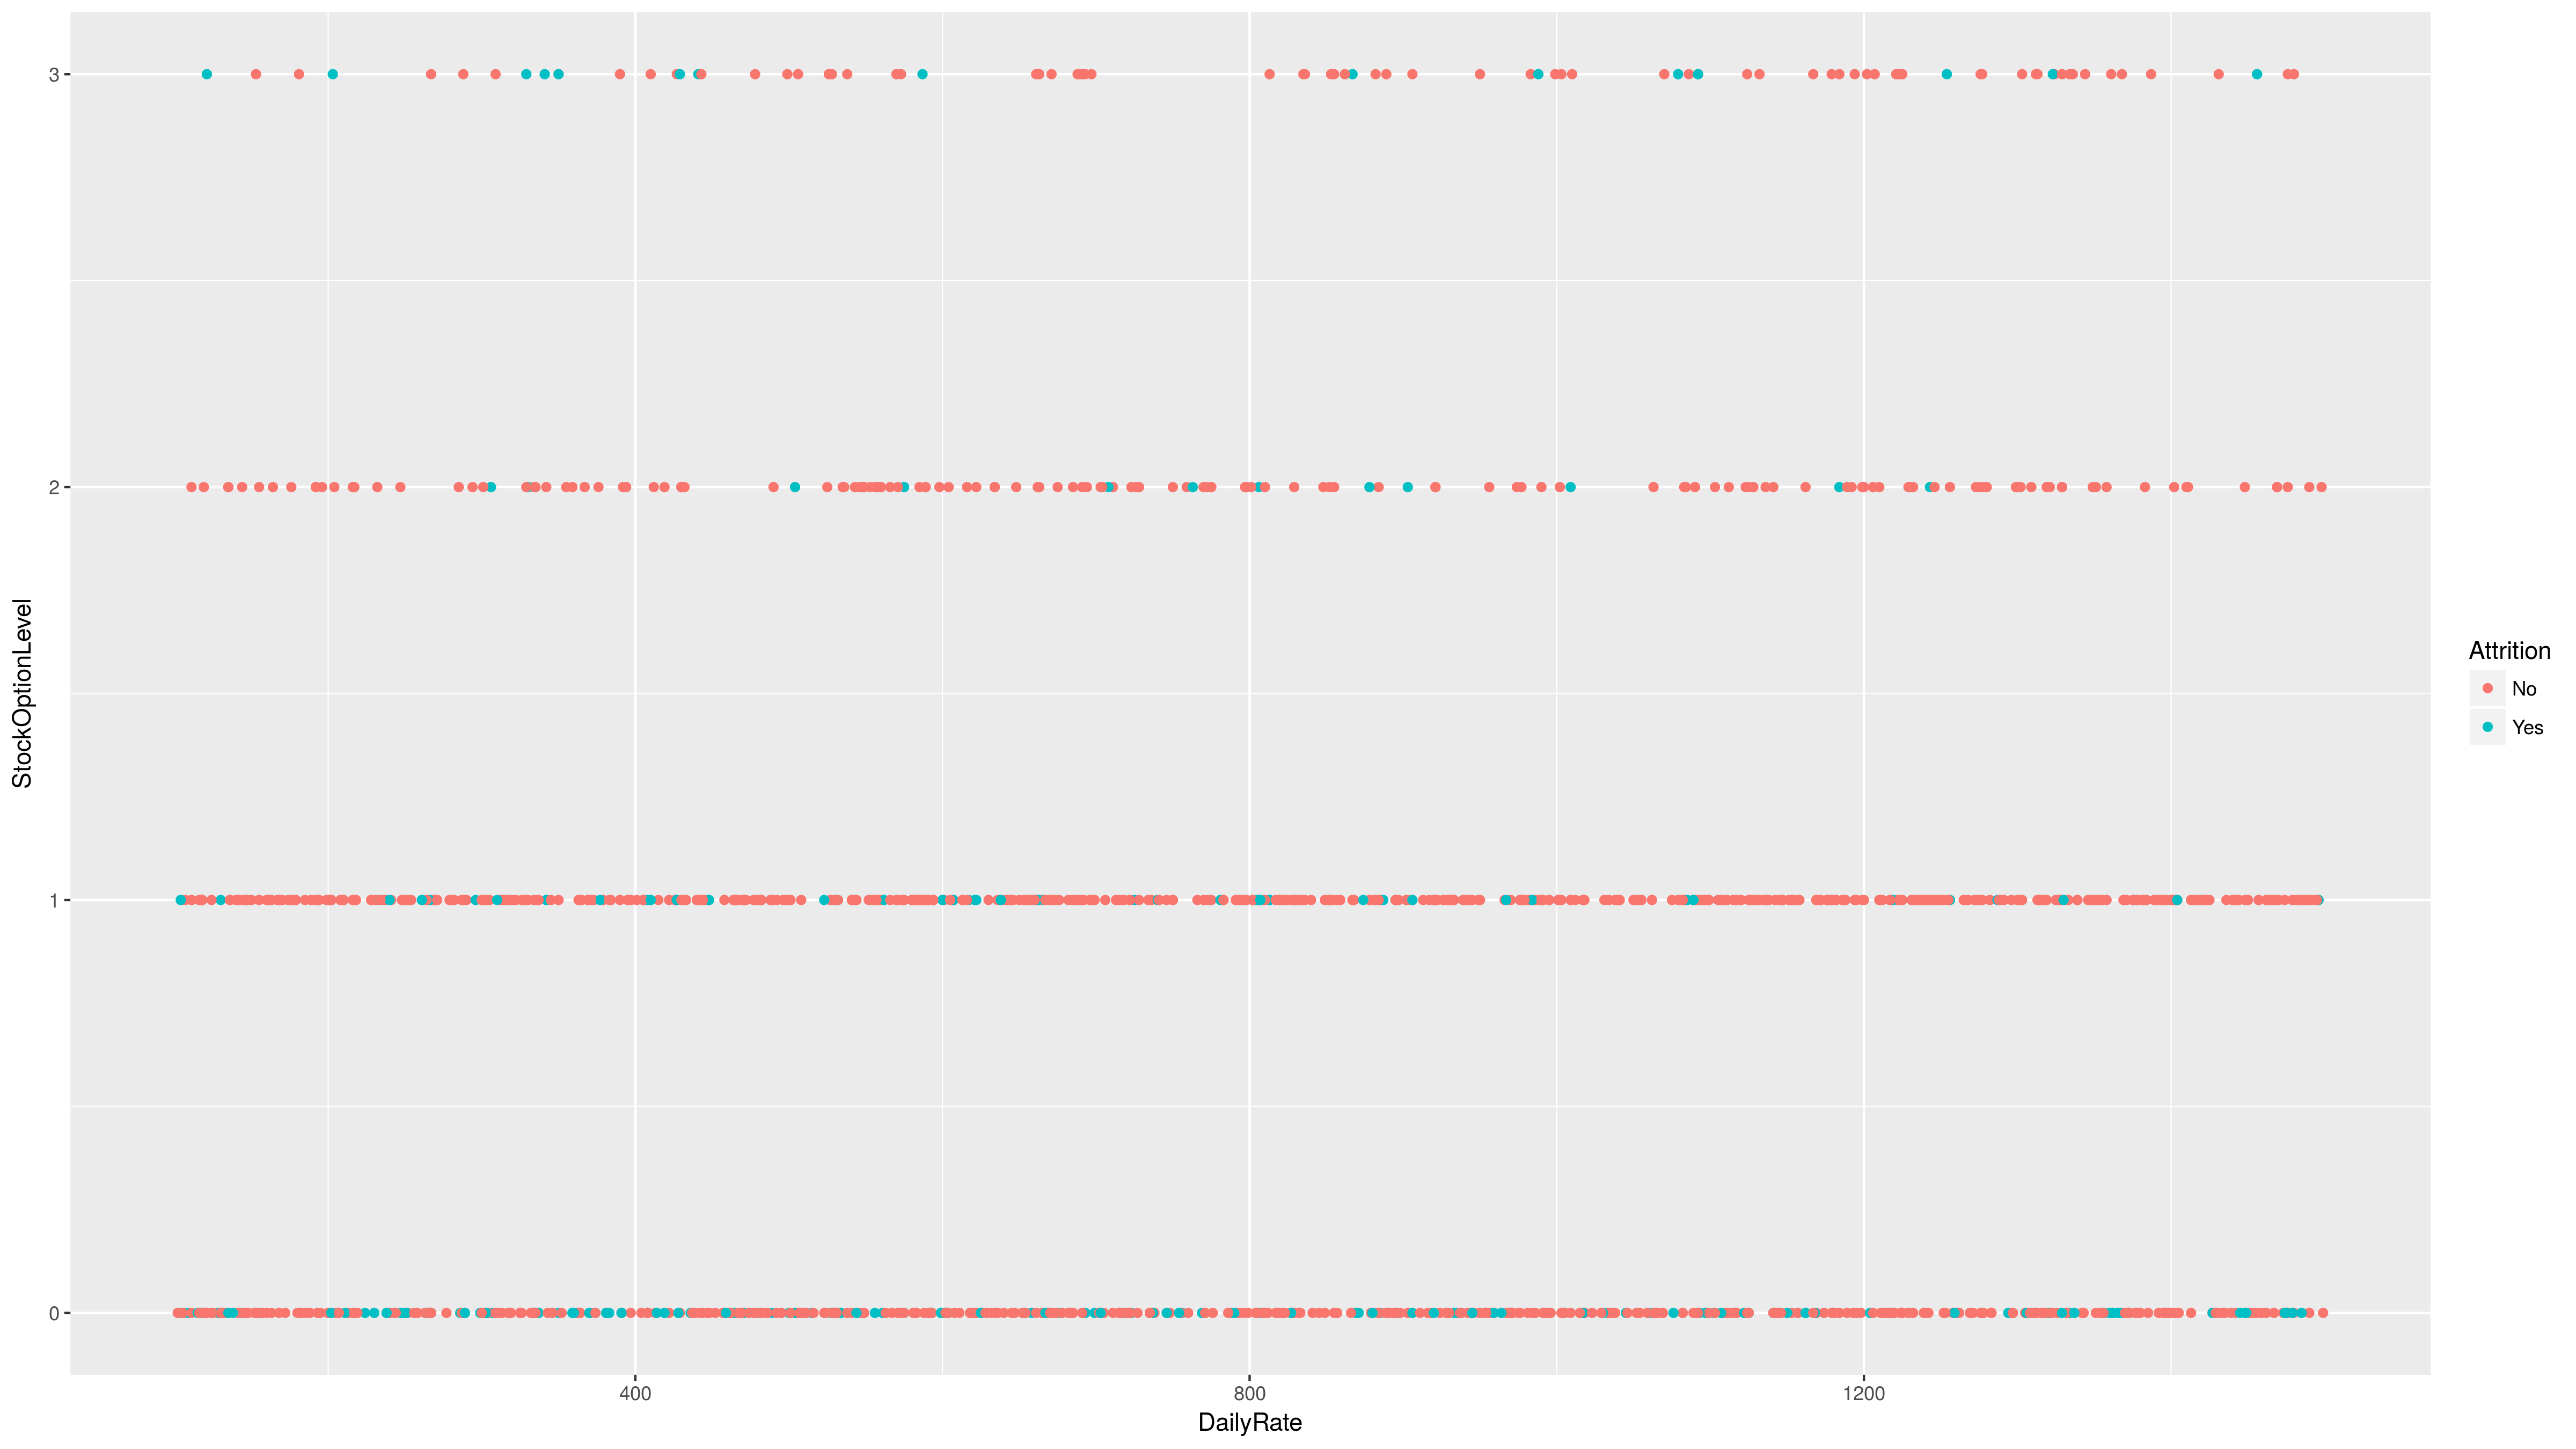 3
2
1
0
StockOptionLevel
400
800
1200
DailyRate
Attrition
No
Yes